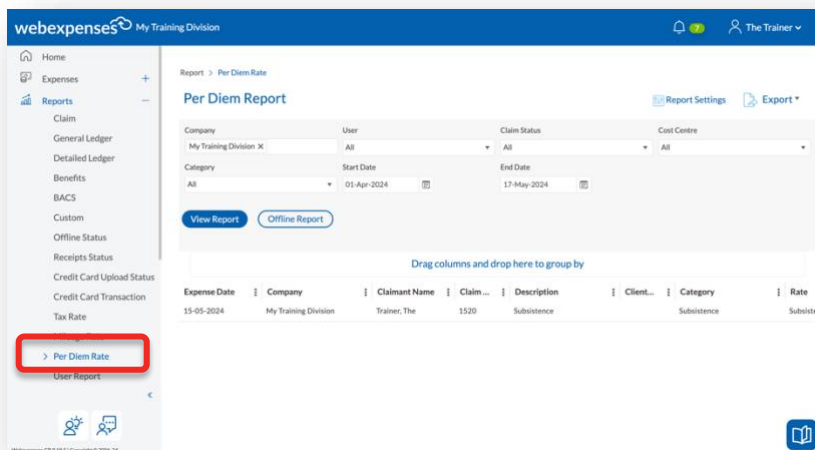 webexpenses My Training Division
7
The Trainer
Home
Expenses
Reports
Claim
General Ledger
Detailed Ledger
Benefits
BACS
Custom
Offline Status
Receipts Status
Credit Card Upload Status
Credit Card Transaction
Tax Rate
Per Diem Rate
User Report
Report > Per Diem Rate
Per Diem Report
Report Settings Export
Company User Claim Status Cost Centre
My Training Division X All All All
Category Start Date End Date
All 01-Apr-2024 17-May-2024
View Report Offline Report
Drag columns and drop here to group by
Expense Date Company Claimant Name Claim ... Description Client... Category Rate
15-05-2024 My Training Division Trainer, The 1520 Subsistence Subsistence Subsiste